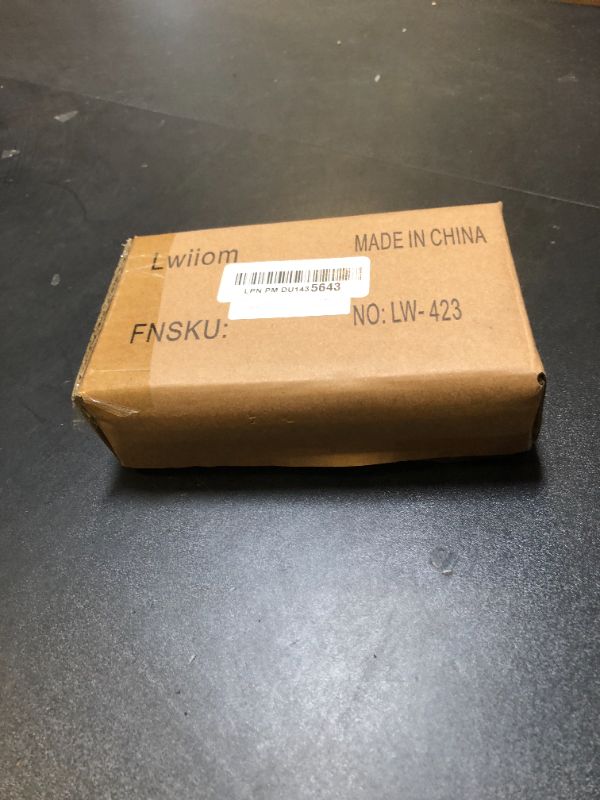 Lwiiom
MADE IN CHINA
LPN PM DU1435643
FNSKU:
NO: LW- 423